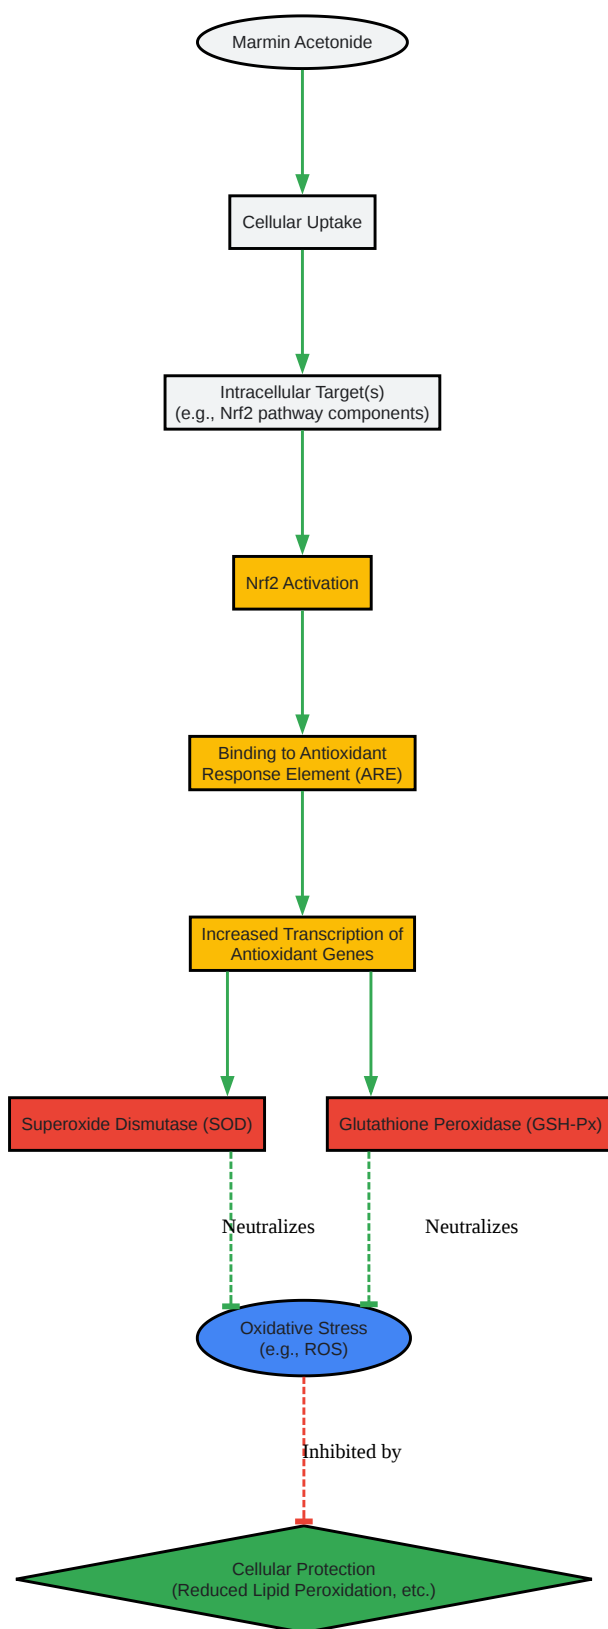 Marmin Acetonide
Cellular Uptake
Intracellular Target(s)
(e.g., Nrf2 pathway components)
Nrf2 Activation
Binding to Antioxidant
Response Element (ARE)
Increased Transcription of
Antioxidant Genes
Superoxide Dismutase (SOD)
Glutathione Peroxidase (GSH-Px)
Neutralizes
Neutralizes
Oxidative Stress
(e.g., ROS)
Inhibited by
Cellular Protection
(Reduced Lipid Peroxidation, etc.)